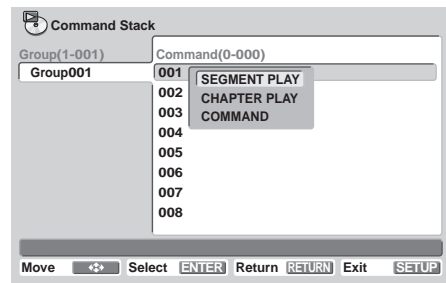 Command Stack
Group(1-001) Command(0-000)
Group001 001 SEGMENT PLAY
002 CHAPTER PLAY
003 COMMAND
004
005
006
007
008
Move Select ENTER Return RETURN Exit SETUP